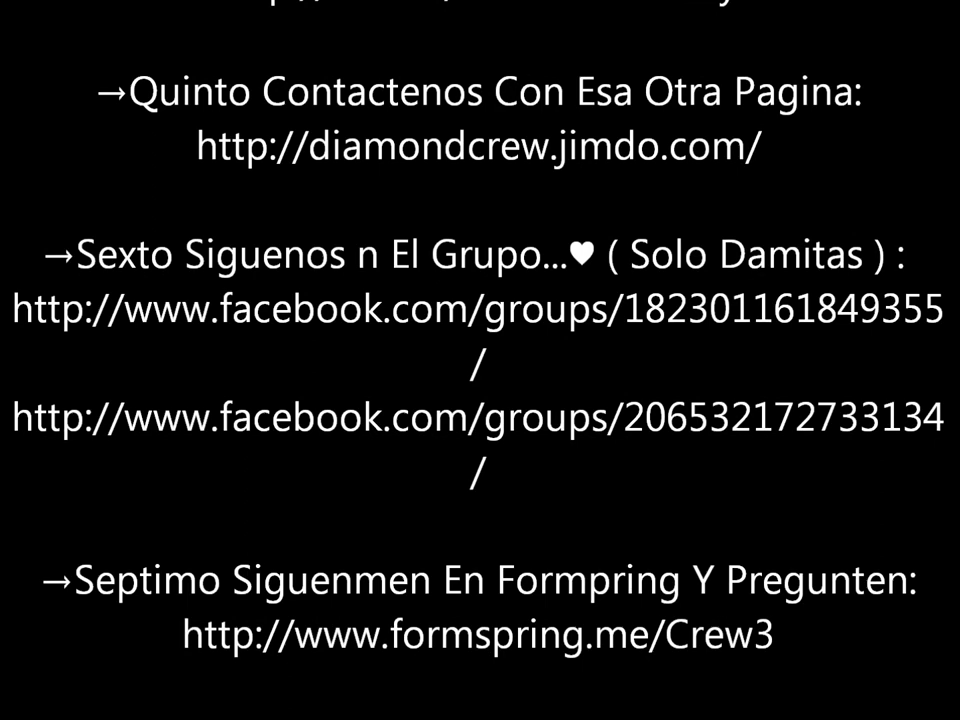 →Quinto Contactenos Con Esa Otra Pagina:
http://diamondcrew.jimdo.com/
→Sexto Siguenos n El Grupo...♥ ( Solo Damitas ) :
http://www.facebook.com/groups/182301161849355
/
http://www.facebook.com/groups/206532172733134
/
→Septimo Siguenmen En Formpring Y Pregunten:
http://www.formspring.me/Crew3